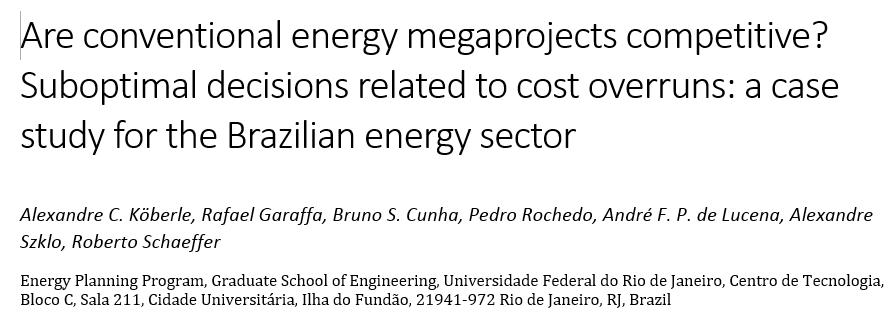 Are conventional energy megaprojects competitive?
Suboptimal decisions related to cost overruns: a case
study for the Brazilian energy sector
Alexandre C. Köberle, Rafael Garaffa, Bruno S. Cunha, Pedro Rochedo, André F. P. de Lucena, Alexandre
Szklo, Roberto Schaeffer
Energy Planning Program, Graduate School of Engineering, Universidade Federal do Rio de Janeiro, Centro de Tecnologia,
Bloco C, Sala 211, Cidade Universitária, Ilha do Fundão, 21941-972 Rio de Janeiro, RJ, Brazil